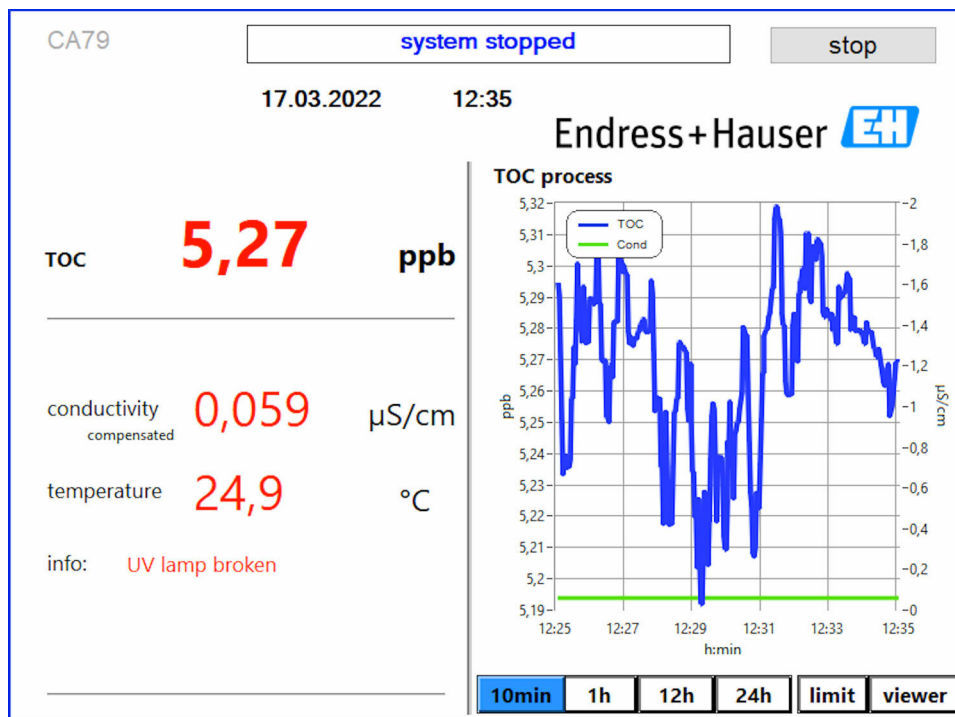 CA79
system stopped
stop
17.03.2022 12:35
Endress+Hauser EH
TOC 5,27 ppb
conductivity 0,059 µS/cm
compensated
temperature 24,9 °C
info: UV lamp broken
TOC process
TOC
Cond
5,32
5,31
5,3
5,29
5,28
5,27
5,26
5,25
5,24
5,23
5,22
5,21
5,2
5,19
ppb
2
1,8
1,6
1,4
1,2
1
0,8
0,6
0,4
0,2
0
µS/cm
12:25 12:27 12:29 12:31 12:33 12:35
h:min
10min 1h 12h 24h limit viewer